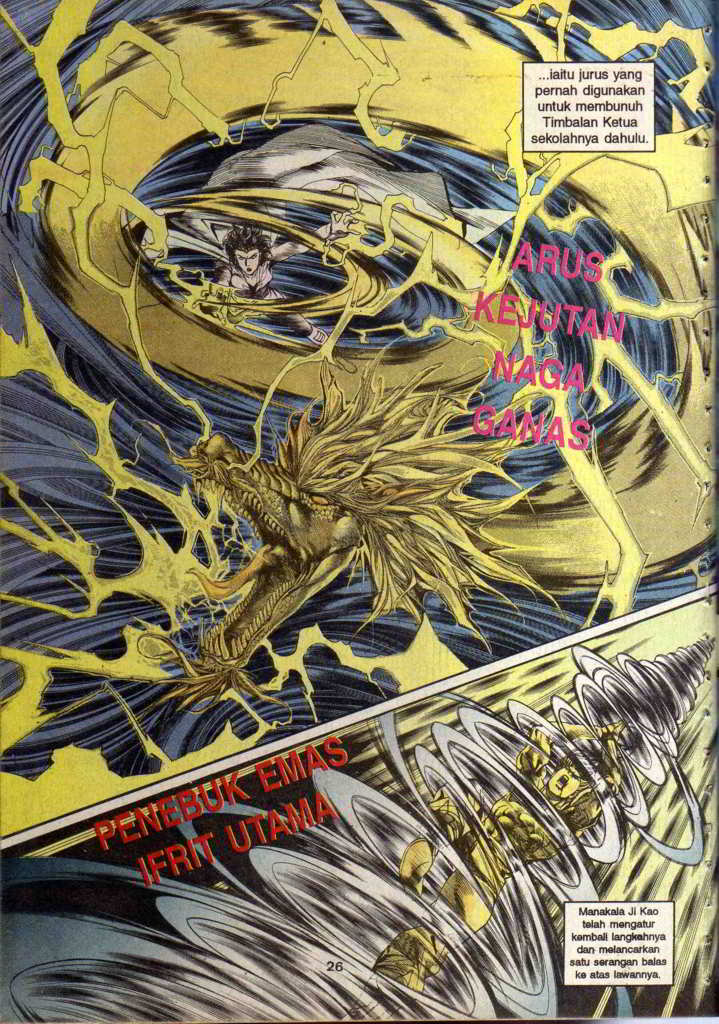 ...iaitu jurus yang
pernah digunakan
untuk membunuh
Timbalan Ketua
sekolahnya dahulu.
ARUS
KEJUTAN
NAGA
GANAS
PENEBUK EMAS
IFRIT UTAMA
Manakala Ji Kao
telah mengatur
kembali langkahnya
dan melancarkan
satu serangan balas
ke atas lawannya.
26